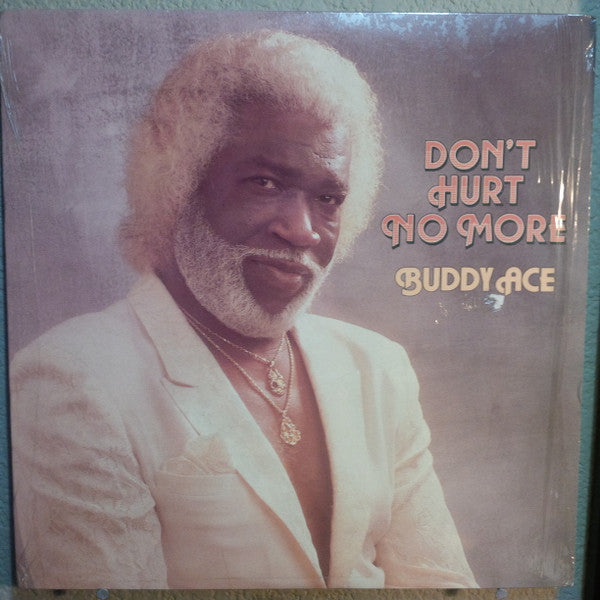 DON'T
HURT
NO MORE
BUDDY ACE